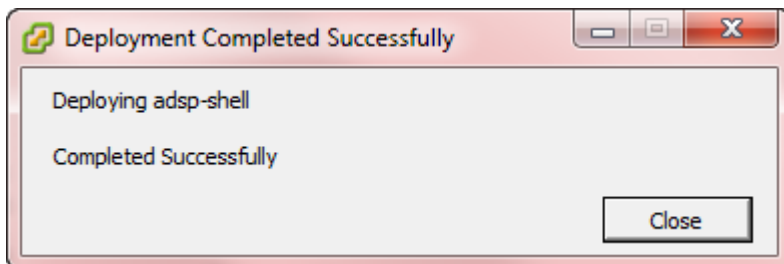 Deployment Completed Successfully
Deploying adsp-shell
Completed Successfully
Close